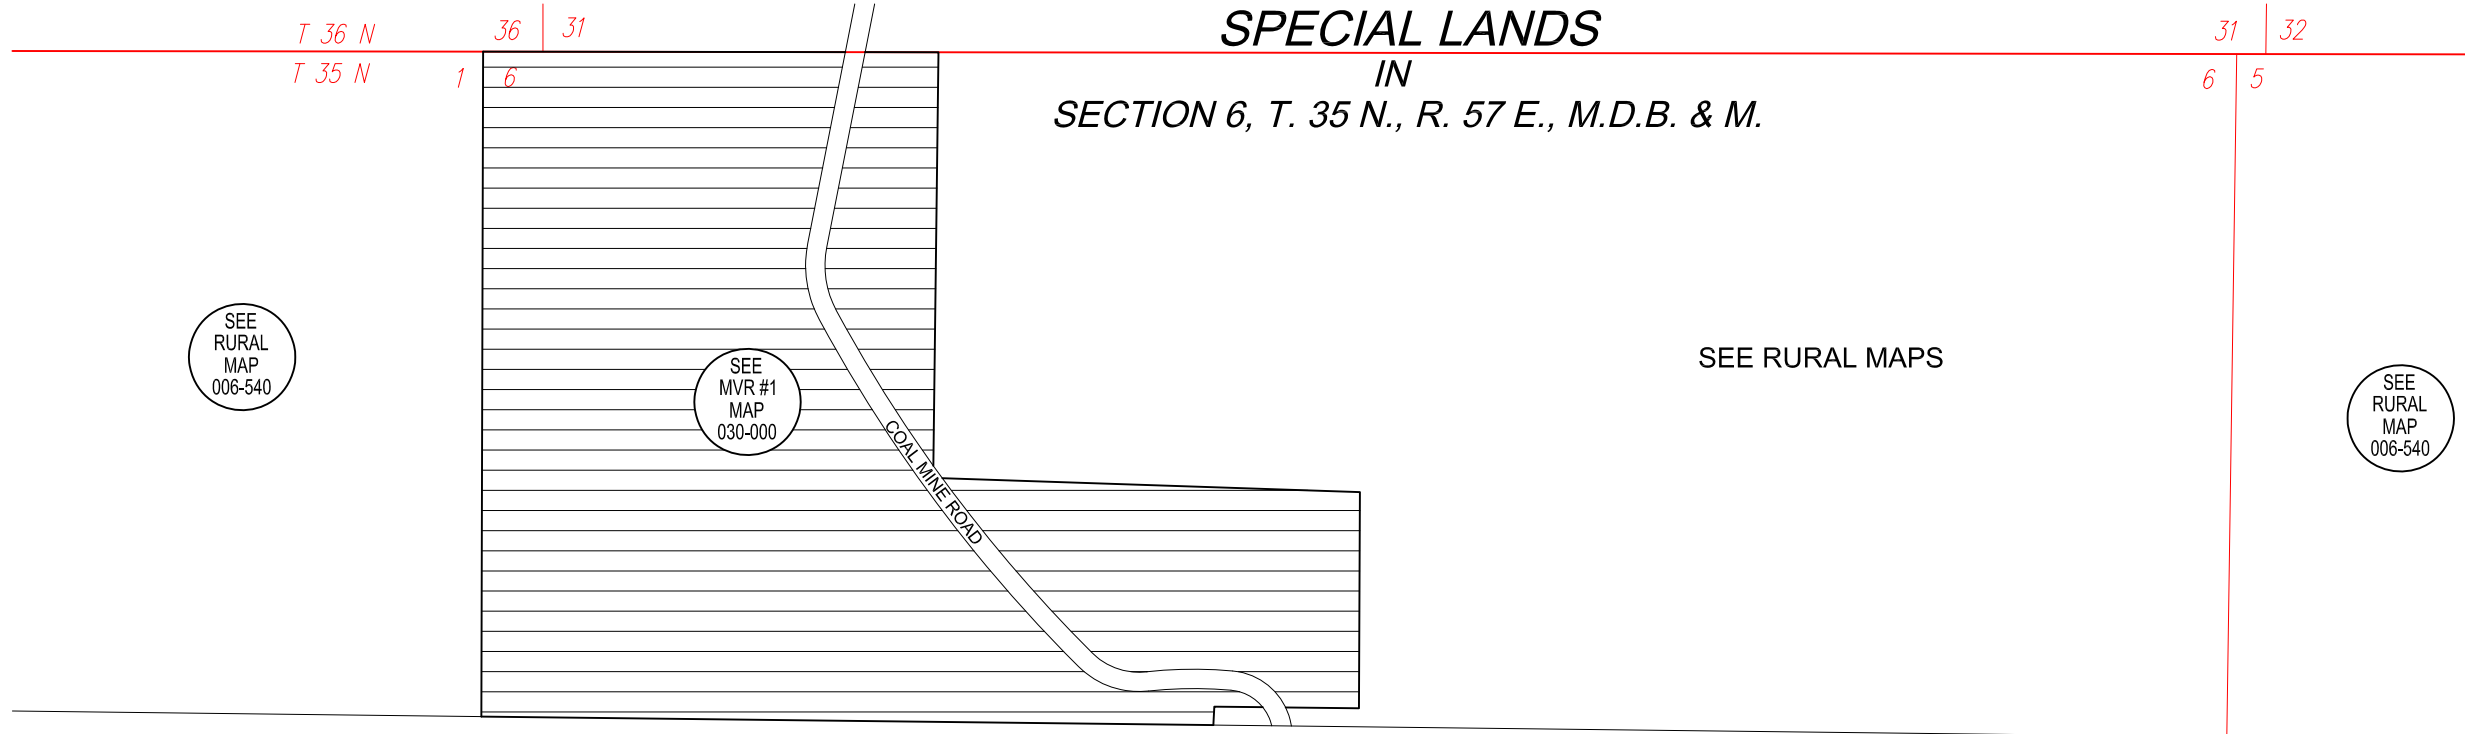 SPECIAL LANDS
IN
SECTION 6, T. 35 N., R. 57 E., M.D.B. & M.
T 36 N
36
31
T 35 N
1
6
31
32
6
5
SEE
RURAL
MAP
006-540
SEE
MVR #1
MAP
030-000
COAL MINE ROAD
SEE RURAL MAPS
SEE
RURAL
MAP
006-540